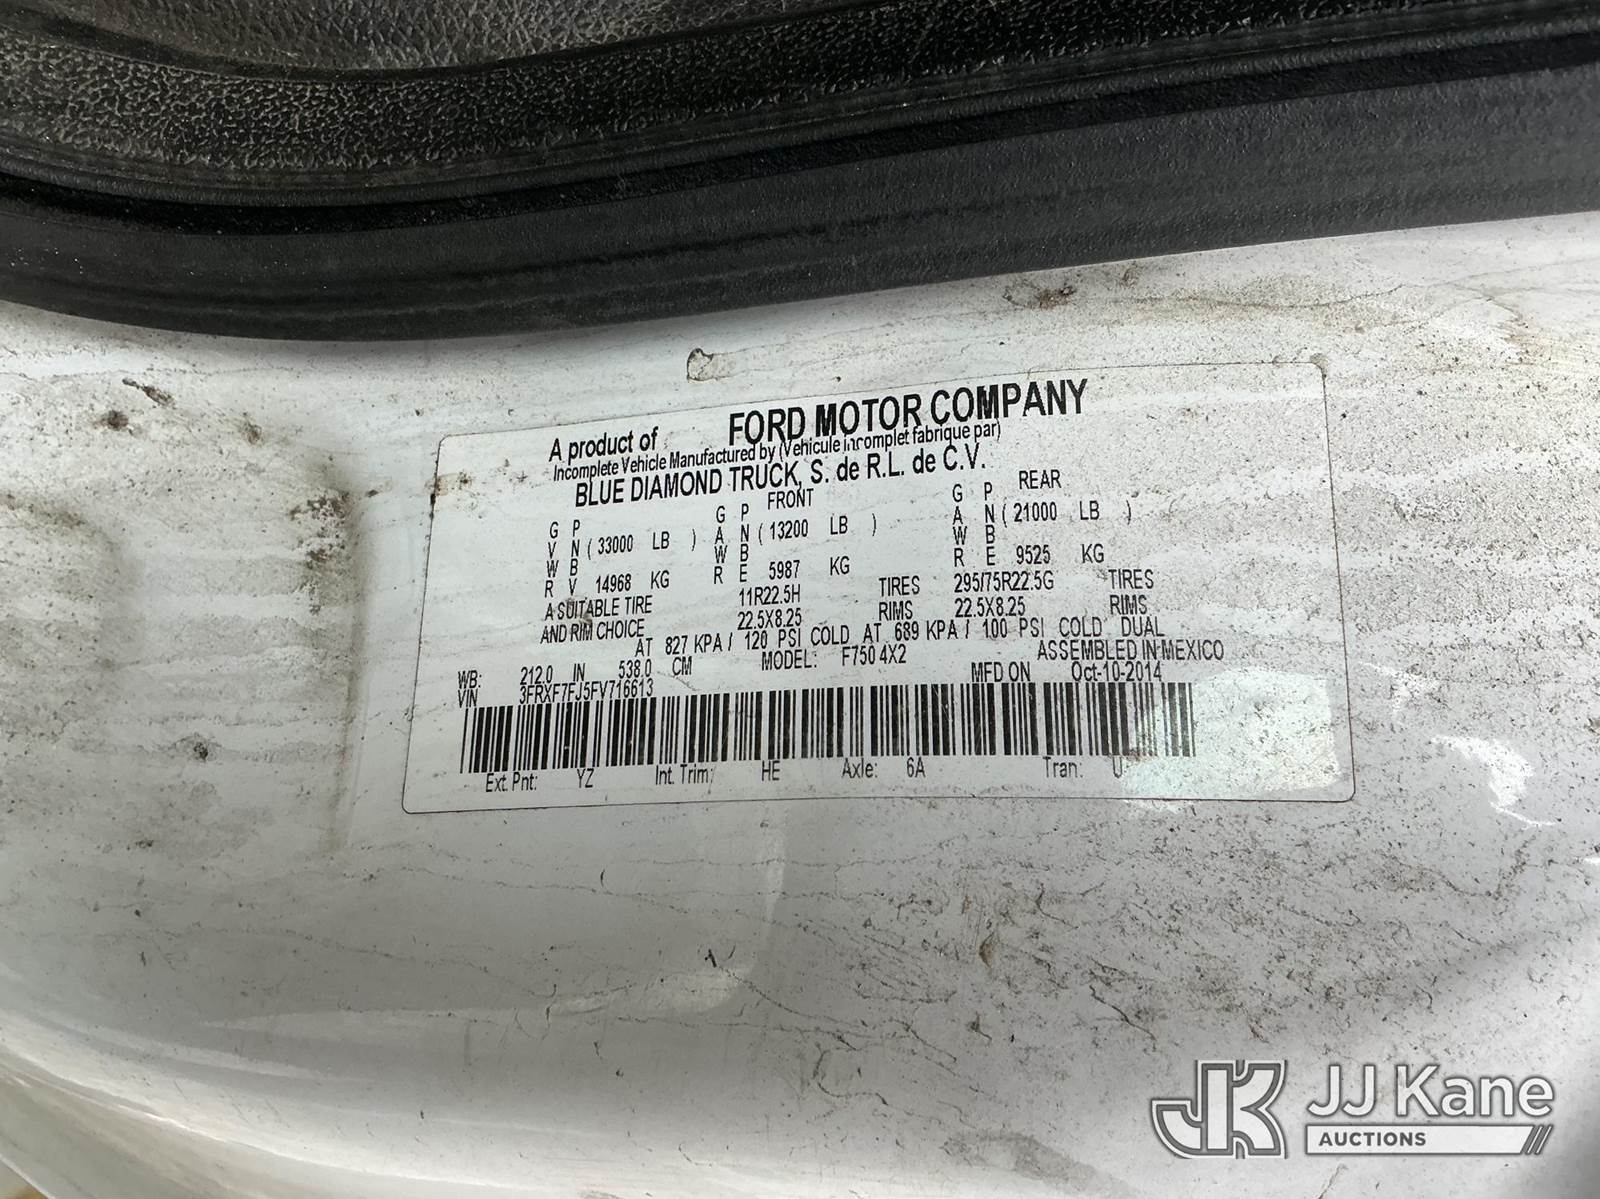 A product of FORD MOTOR COMPANY
Incomplete Vehicle Manufactured by (Vehicule Incomplet fabrique par)
BLUE DIAMOND TRUCK, S. de R.L. de C.V.
FRONT REAR
G P G P G P
V N ( 33000 LB ) A N ( 13200 LB ) A N ( 21000 LB )
W B W B W B
R V 14968 KG R E 5987 KG R E 9525 KG
A SUITABLE TIRE 11R22.5H TIRES 295/75R22.5G TIRES
AND RIM CHOICE 22.5X8.25 RIMS 22.5X8.25 RIMS
AT 827 KPA / 120 PSI COLD AT 689 KPA / 100 PSI COLD DUAL
WB: 212.0 IN 538.0 CM MODEL: F750 4X2 ASSEMBLED IN MEXICO
VIN 3FRXF7FJ5FV716613 MFD ON Oct-10-2014
Ext. Pnt: YZ Int. Trim: HE Axle: 6A Tran: U
JK JJ Kane
AUCTIONS